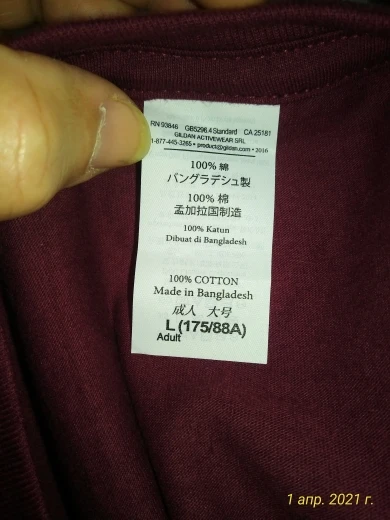 RN 93846 GB5296.4 Standard CA 25181
GILDAN ACTIVEWEAR SRL
1-877-445-3265 • product@gildan.com • 2016
100% 綿
バングラデシュ製
100% 棉
孟加拉国制造
100% Katun
Dibuat di Bangladesh
100% COTTON
Made in Bangladesh
成人 大号
L (175/88A)
Adult
1 апр. 2021 г.